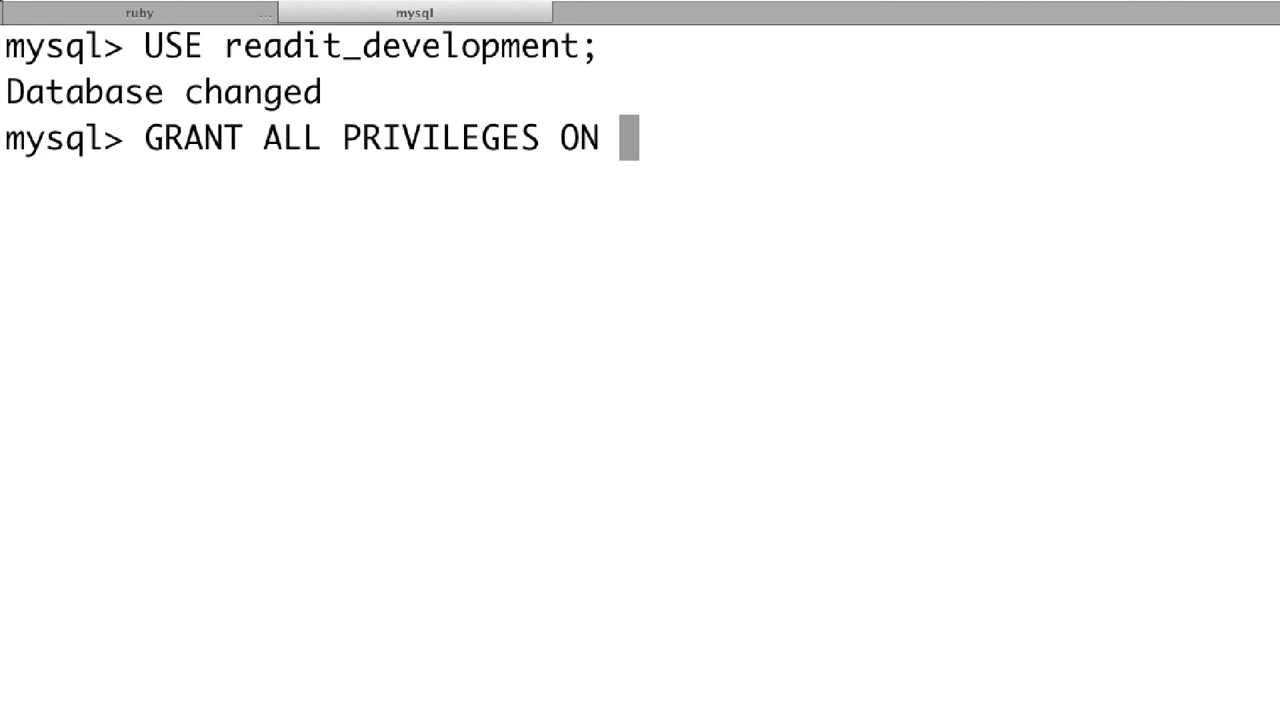 ruby ... mysql
mysql> USE readit_development;
Database changed
mysql> GRANT ALL PRIVILEGES ON